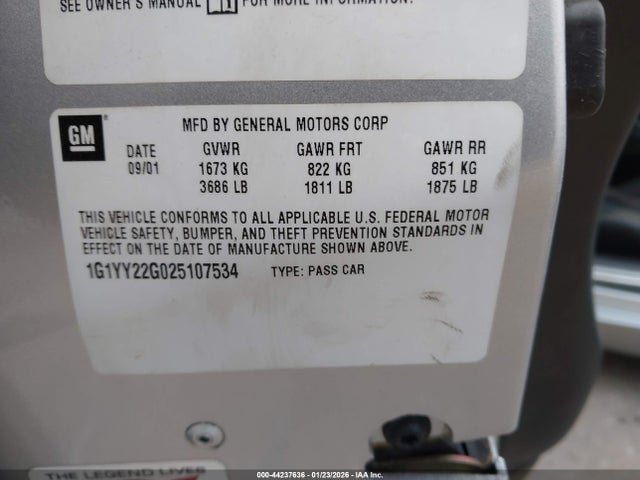 SEE OWNER'S MANUAL FOR MORE INFORMATION.
GM
MFD BY GENERAL MOTORS CORP
DATE GVWR GAWR FRT GAWR RR
09/01 1673 KG 822 KG 851 KG
3686 LB 1811 LB 1875 LB
THIS VEHICLE CONFORMS TO ALL APPLICABLE U.S. FEDERAL MOTOR
VEHICLE SAFETY, BUMPER, AND THEFT PREVENTION STANDARDS IN
EFFECT ON THE DATE OF MANUFACTURE SHOWN ABOVE.
1G1YY22G025107534 TYPE: PASS CAR
THE LEGEND LIVES
000-44237636 - 01/23/2026 - IAA Inc.